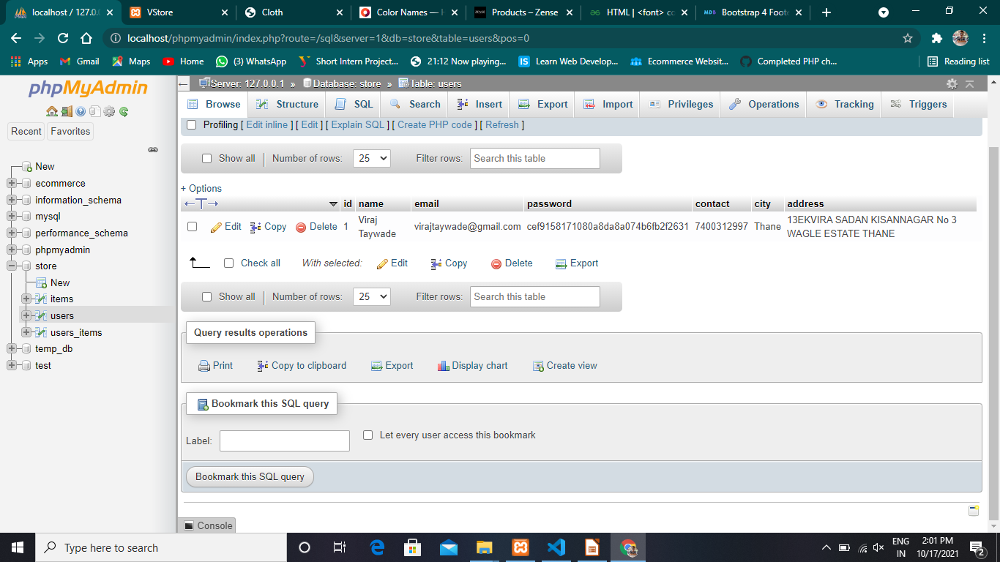 localhost / 127.0.
VStore
Cloth
Color Names —
Products – Zense
HTML | <font> co
Bootstrap 4 Foot
localhost/phpmyadmin/index.php?route=/sql&server=1&db=store&table=users&pos=0
Apps Gmail Maps Home (3) WhatsApp Short Intern Project... 21:12 Now playing... Learn Web Develop... Ecommerce Websit... Completed PHP ch... Reading list
phpMyAdmin
Recent Favorites
New
ecommerce
information_schema
mysql
performance_schema
phpmyadmin
store
New
items
users
users_items
temp_db
test
Server: 127.0.0.1 » Database: store » Table: users
Browse Structure SQL Search Insert Export Import Privileges Operations Tracking Triggers
Profiling [ Edit inline ] [ Edit ] [ Explain SQL ] [ Create PHP code ] [ Refresh ]
Show all Number of rows: 25 Filter rows: Search this table
+ Options
id name email password contact city address
Edit Copy Delete 1 Viraj Taywade virajtaywade@gmail.com cef9158171080a8da8a074b6fb2f2631 7400312997 Thane 13EKVIRA SADAN KISANNAGAR No 3
WAGLE ESTATE THANE
Check all With selected: Edit Copy Delete Export
Show all Number of rows: 25 Filter rows: Search this table
Query results operations
Print Copy to clipboard Export Display chart Create view
Bookmark this SQL query
Label: Let every user access this bookmark
Bookmark this SQL query
Console
Type here to search
ENG
IN
2:01 PM
10/17/2021
2